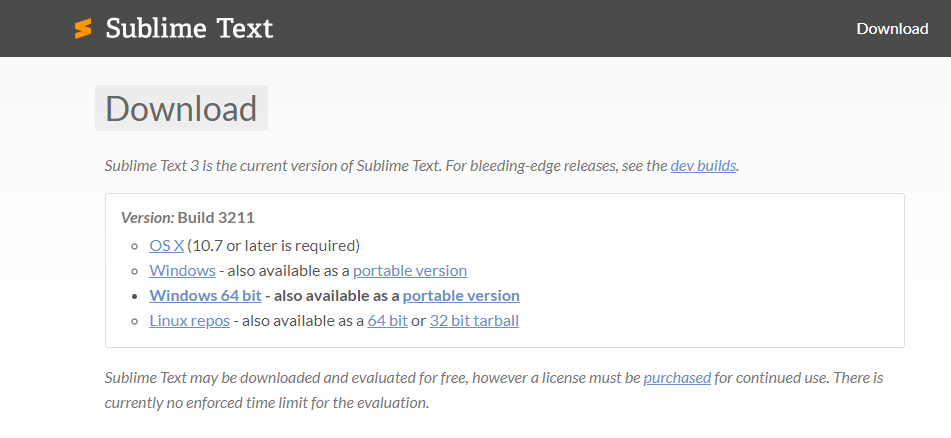 Sublime Text
Download
Download
Sublime Text 3 is the current version of Sublime Text. For bleeding-edge releases, see the dev builds.
Version: Build 3211
OS X (10.7 or later is required)
Windows - also available as a portable version
Windows 64 bit - also available as a portable version
Linux repos - also available as a 64 bit or 32 bit tarball
Sublime Text may be downloaded and evaluated for free, however a license must be purchased for continued use. There is
currently no enforced time limit for the evaluation.